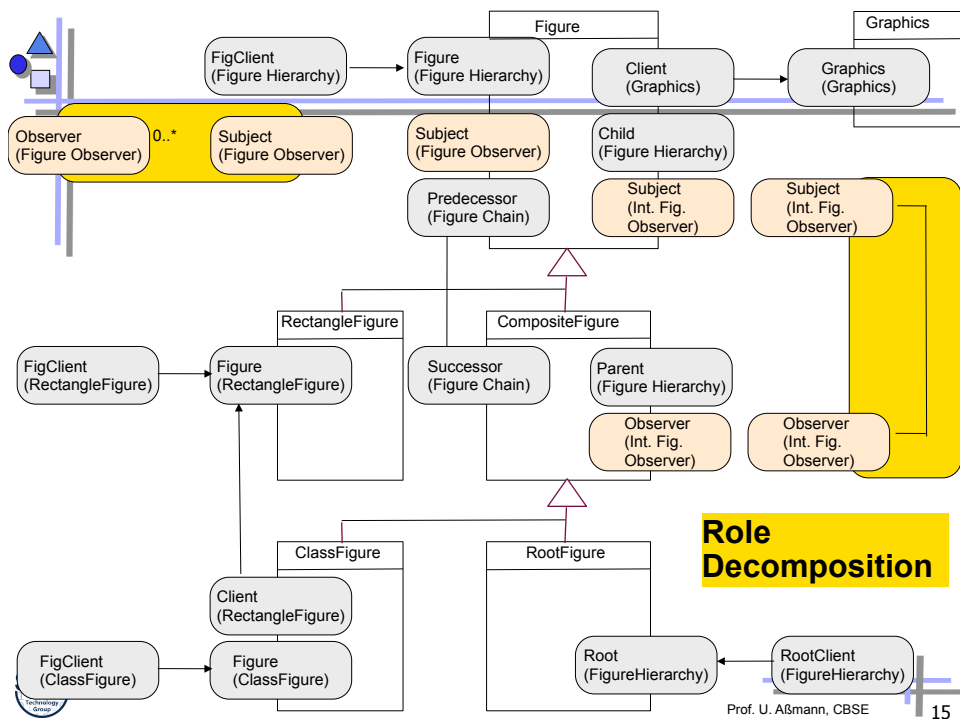 Figure
Graphics
FigClient
(Figure Hierarchy)
Figure
(Figure Hierarchy)
Client
(Graphics)
Graphics
(Graphics)
Observer
(Figure Observer)
0..*
Subject
(Figure Observer)
Subject
(Figure Observer)
Child
(Figure Hierarchy)
Predecessor
(Figure Chain)
Subject
(Int. Fig.
Observer)
Subject
(Int. Fig.
Observer)
RectangleFigure
CompositeFigure
FigClient
(RectangleFigure)
Figure
(RectangleFigure)
Successor
(Figure Chain)
Parent
(Figure Hierarchy)
Observer
(Int. Fig.
Observer)
Observer
(Int. Fig.
Observer)
Role
Decomposition
ClassFigure
RootFigure
Client
(RectangleFigure)
FigClient
(ClassFigure)
Figure
(ClassFigure)
Root
(FigureHierarchy)
RootClient
(FigureHierarchy)
Technology
Group
Prof. U. Aßmann, CBSE
15